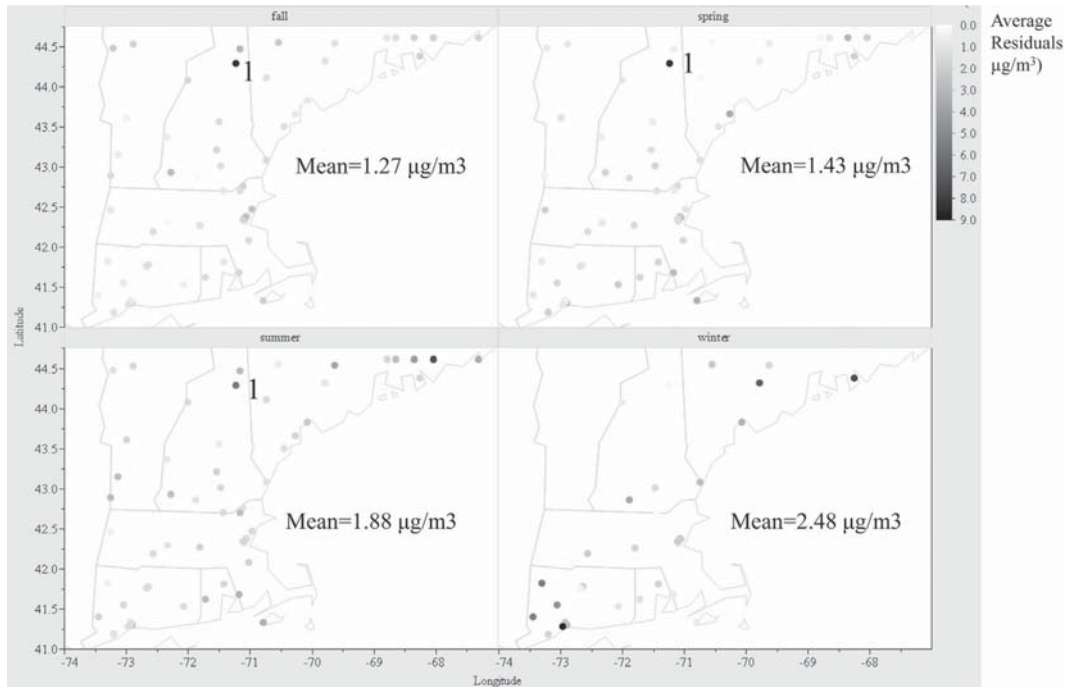 fall
spring
44.5
44.0
43.5
43.0
42.5
42.0
41.5
41.0
1
Mean=1.27 µg/m3
1
Mean=1.43 µg/m3
0.0
1.0
2.0
3.0
4.0
5.0
6.0
7.0
8.0
9.0
Average
Residuals
µg/m³)
Latitude
summer
winter
44.5
44.0
43.5
43.0
42.5
42.0
41.5
41.0
1
Mean=1.88 µg/m3
Mean=2.48 µg/m3
-74 -73 -72 -71 -70 -69 -68 -74 -73 -72 -71 -70 -69 -68
Longitude